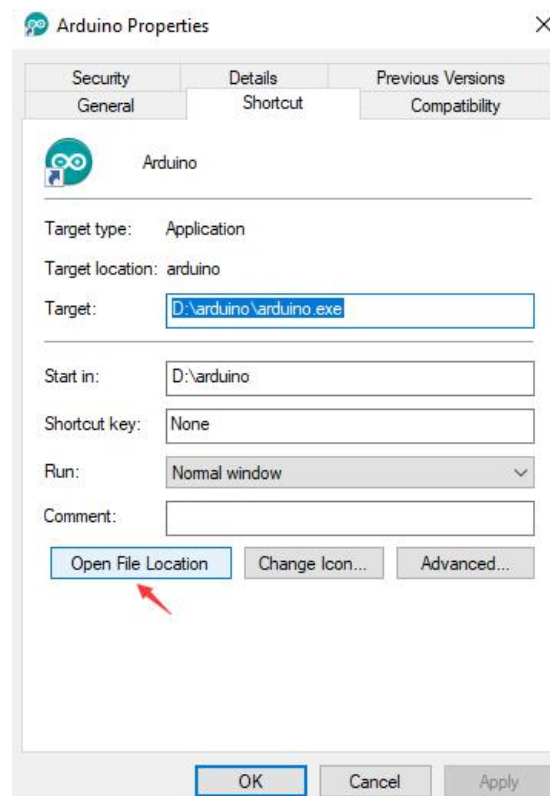 Arduino Properties
Security Details Previous Versions
General Shortcut Compatibility
Arduino
Target type: Application
Target location: arduino
Target: D:\arduino\arduino.exe
Start in: D:\arduino
Shortcut key: None
Run: Normal window
Comment:
Open File Location Change Icon... Advanced...
OK Cancel Apply